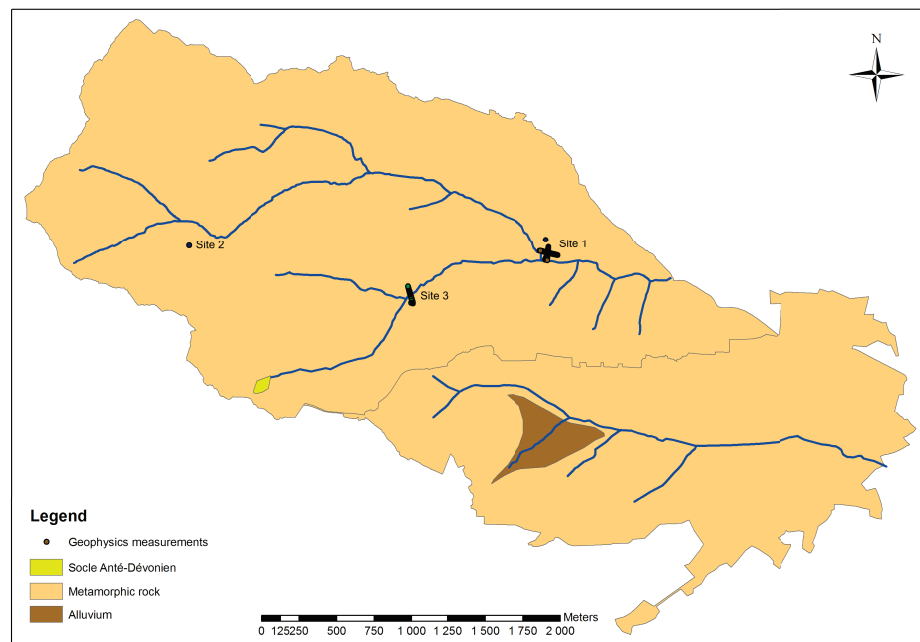 N
Site 1
Site 2
Site 3
Legend
Geophysics measurements
Socle Anté-Dévonien
Metamorphic rock
Alluvium
Meters
0 125250 500 750 1 000 1 250 1 500 1 750 2 000